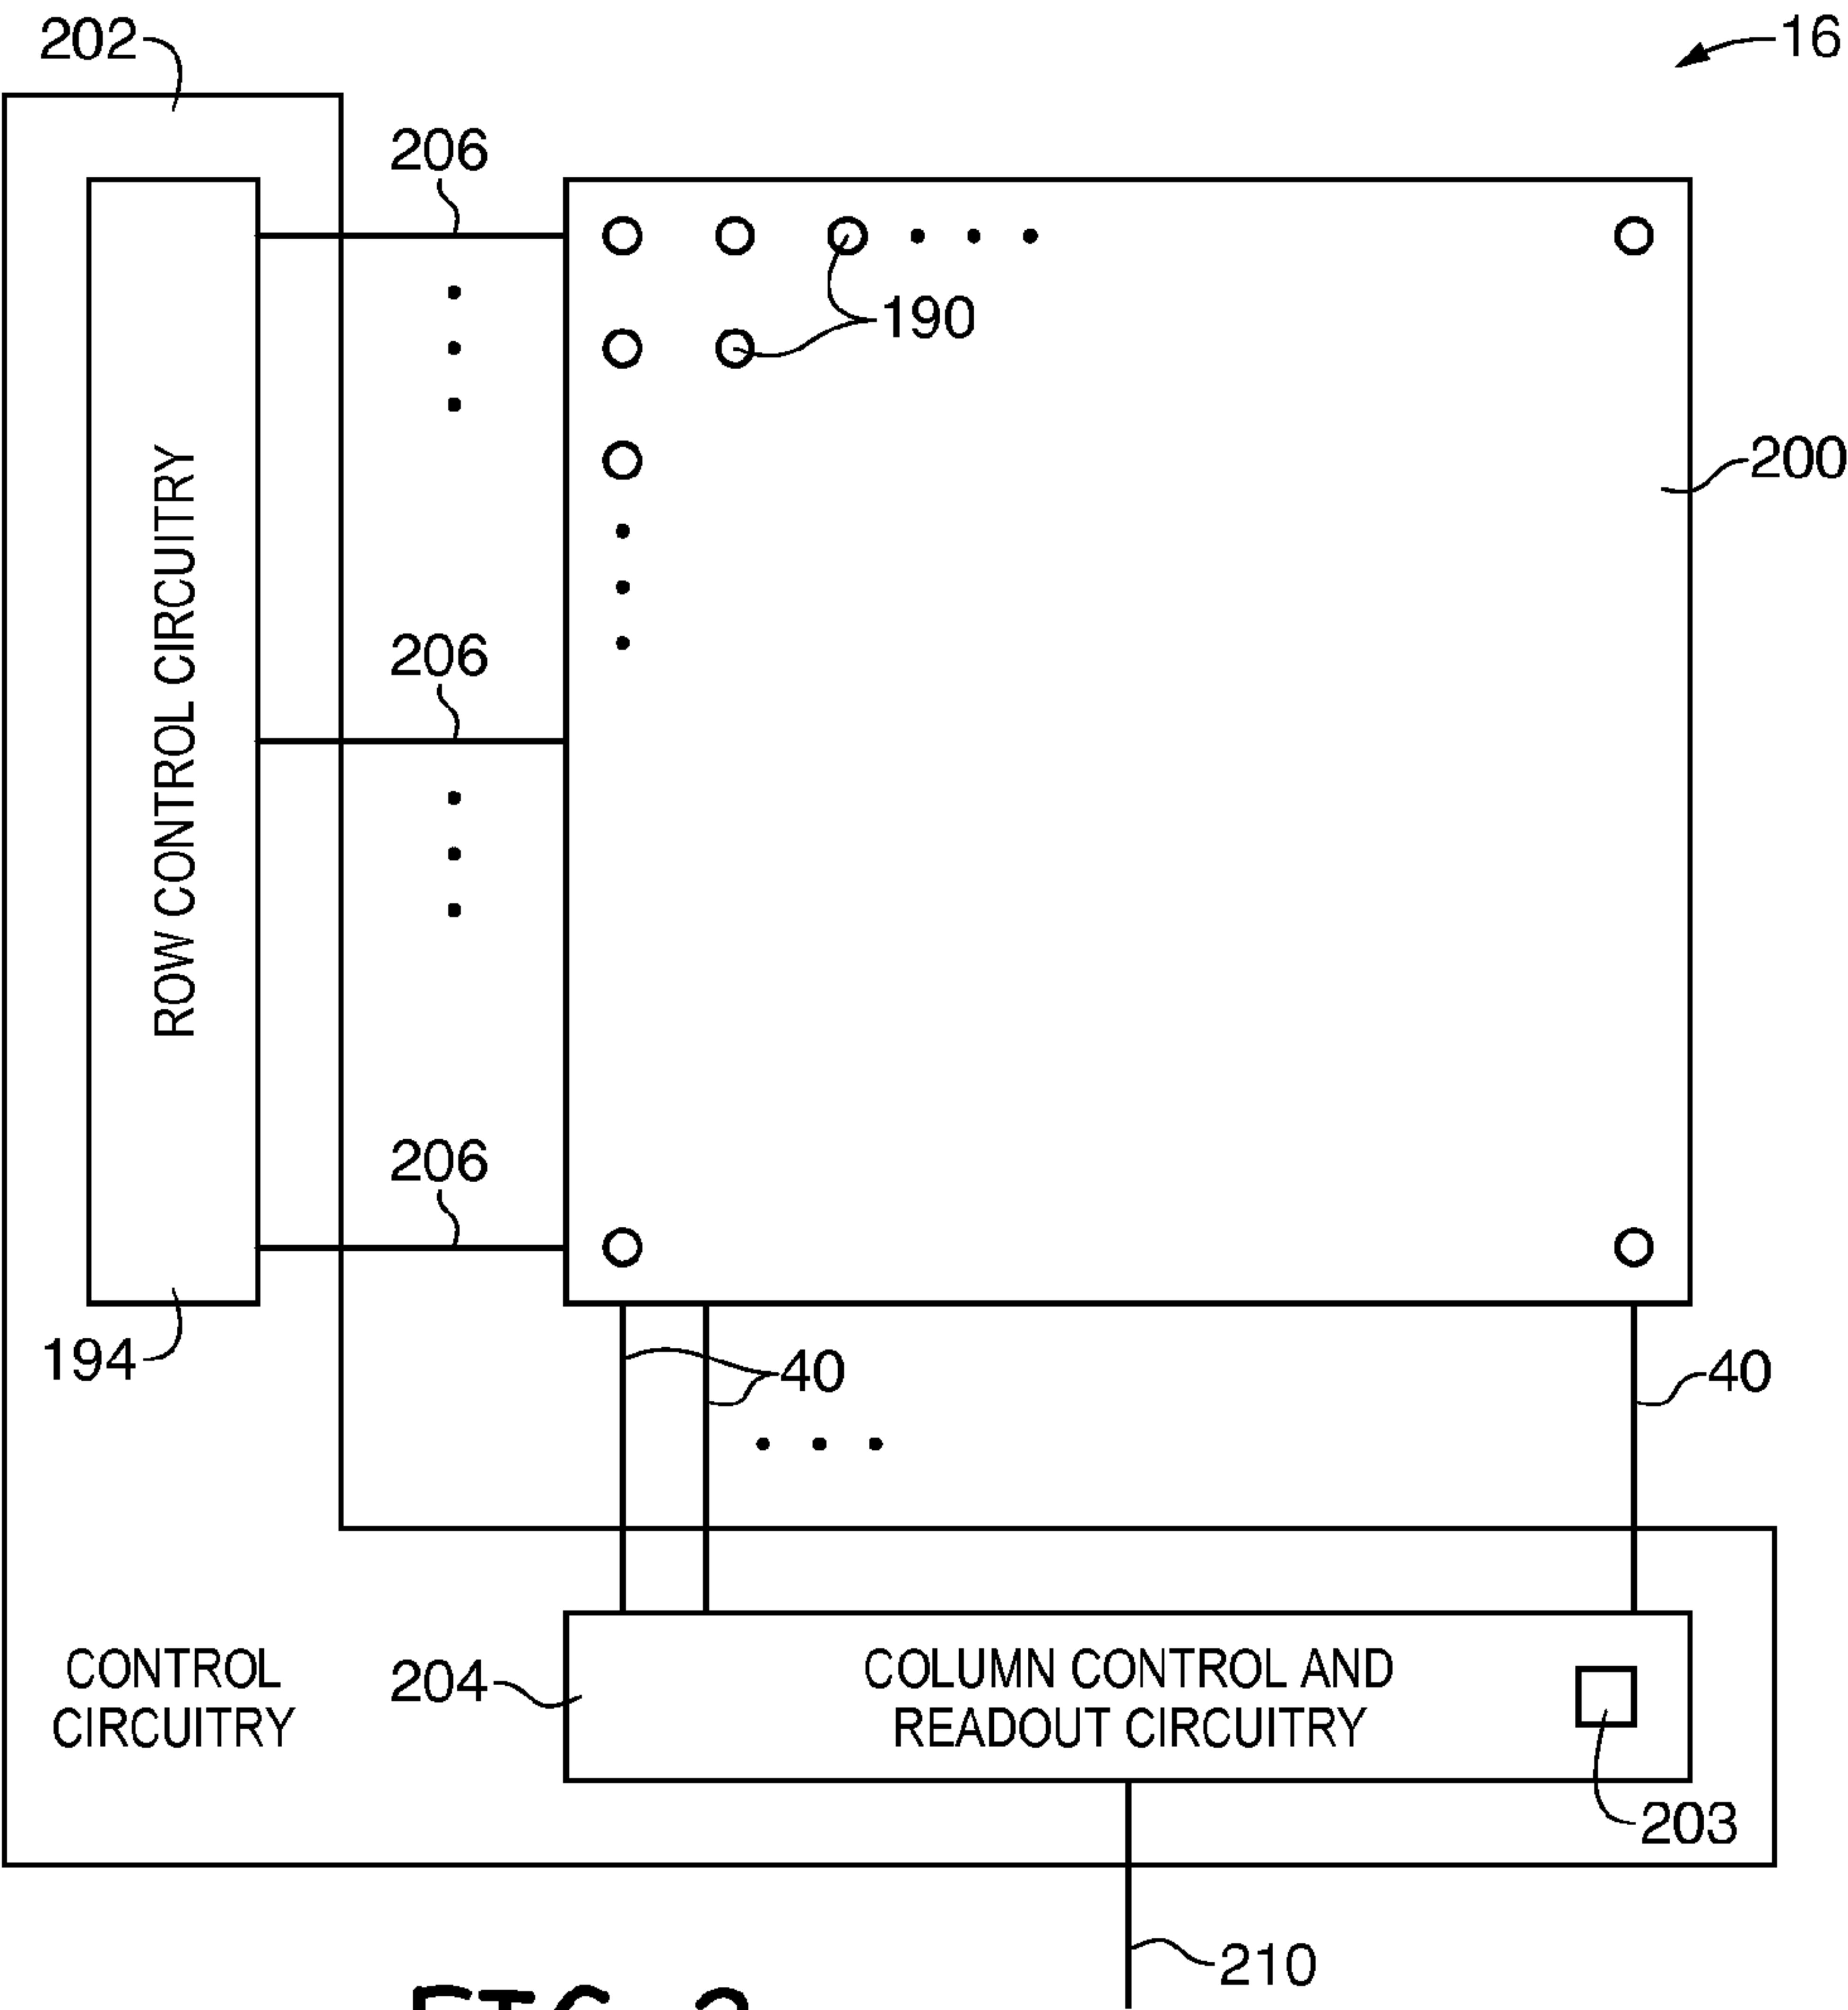 202
16
206
190
200
ROW CONTROL CIRCUITRY
206
206
194
40
40
CONTROL
CIRCUITRY
204
COLUMN CONTROL AND
READOUT CIRCUITRY
203
210